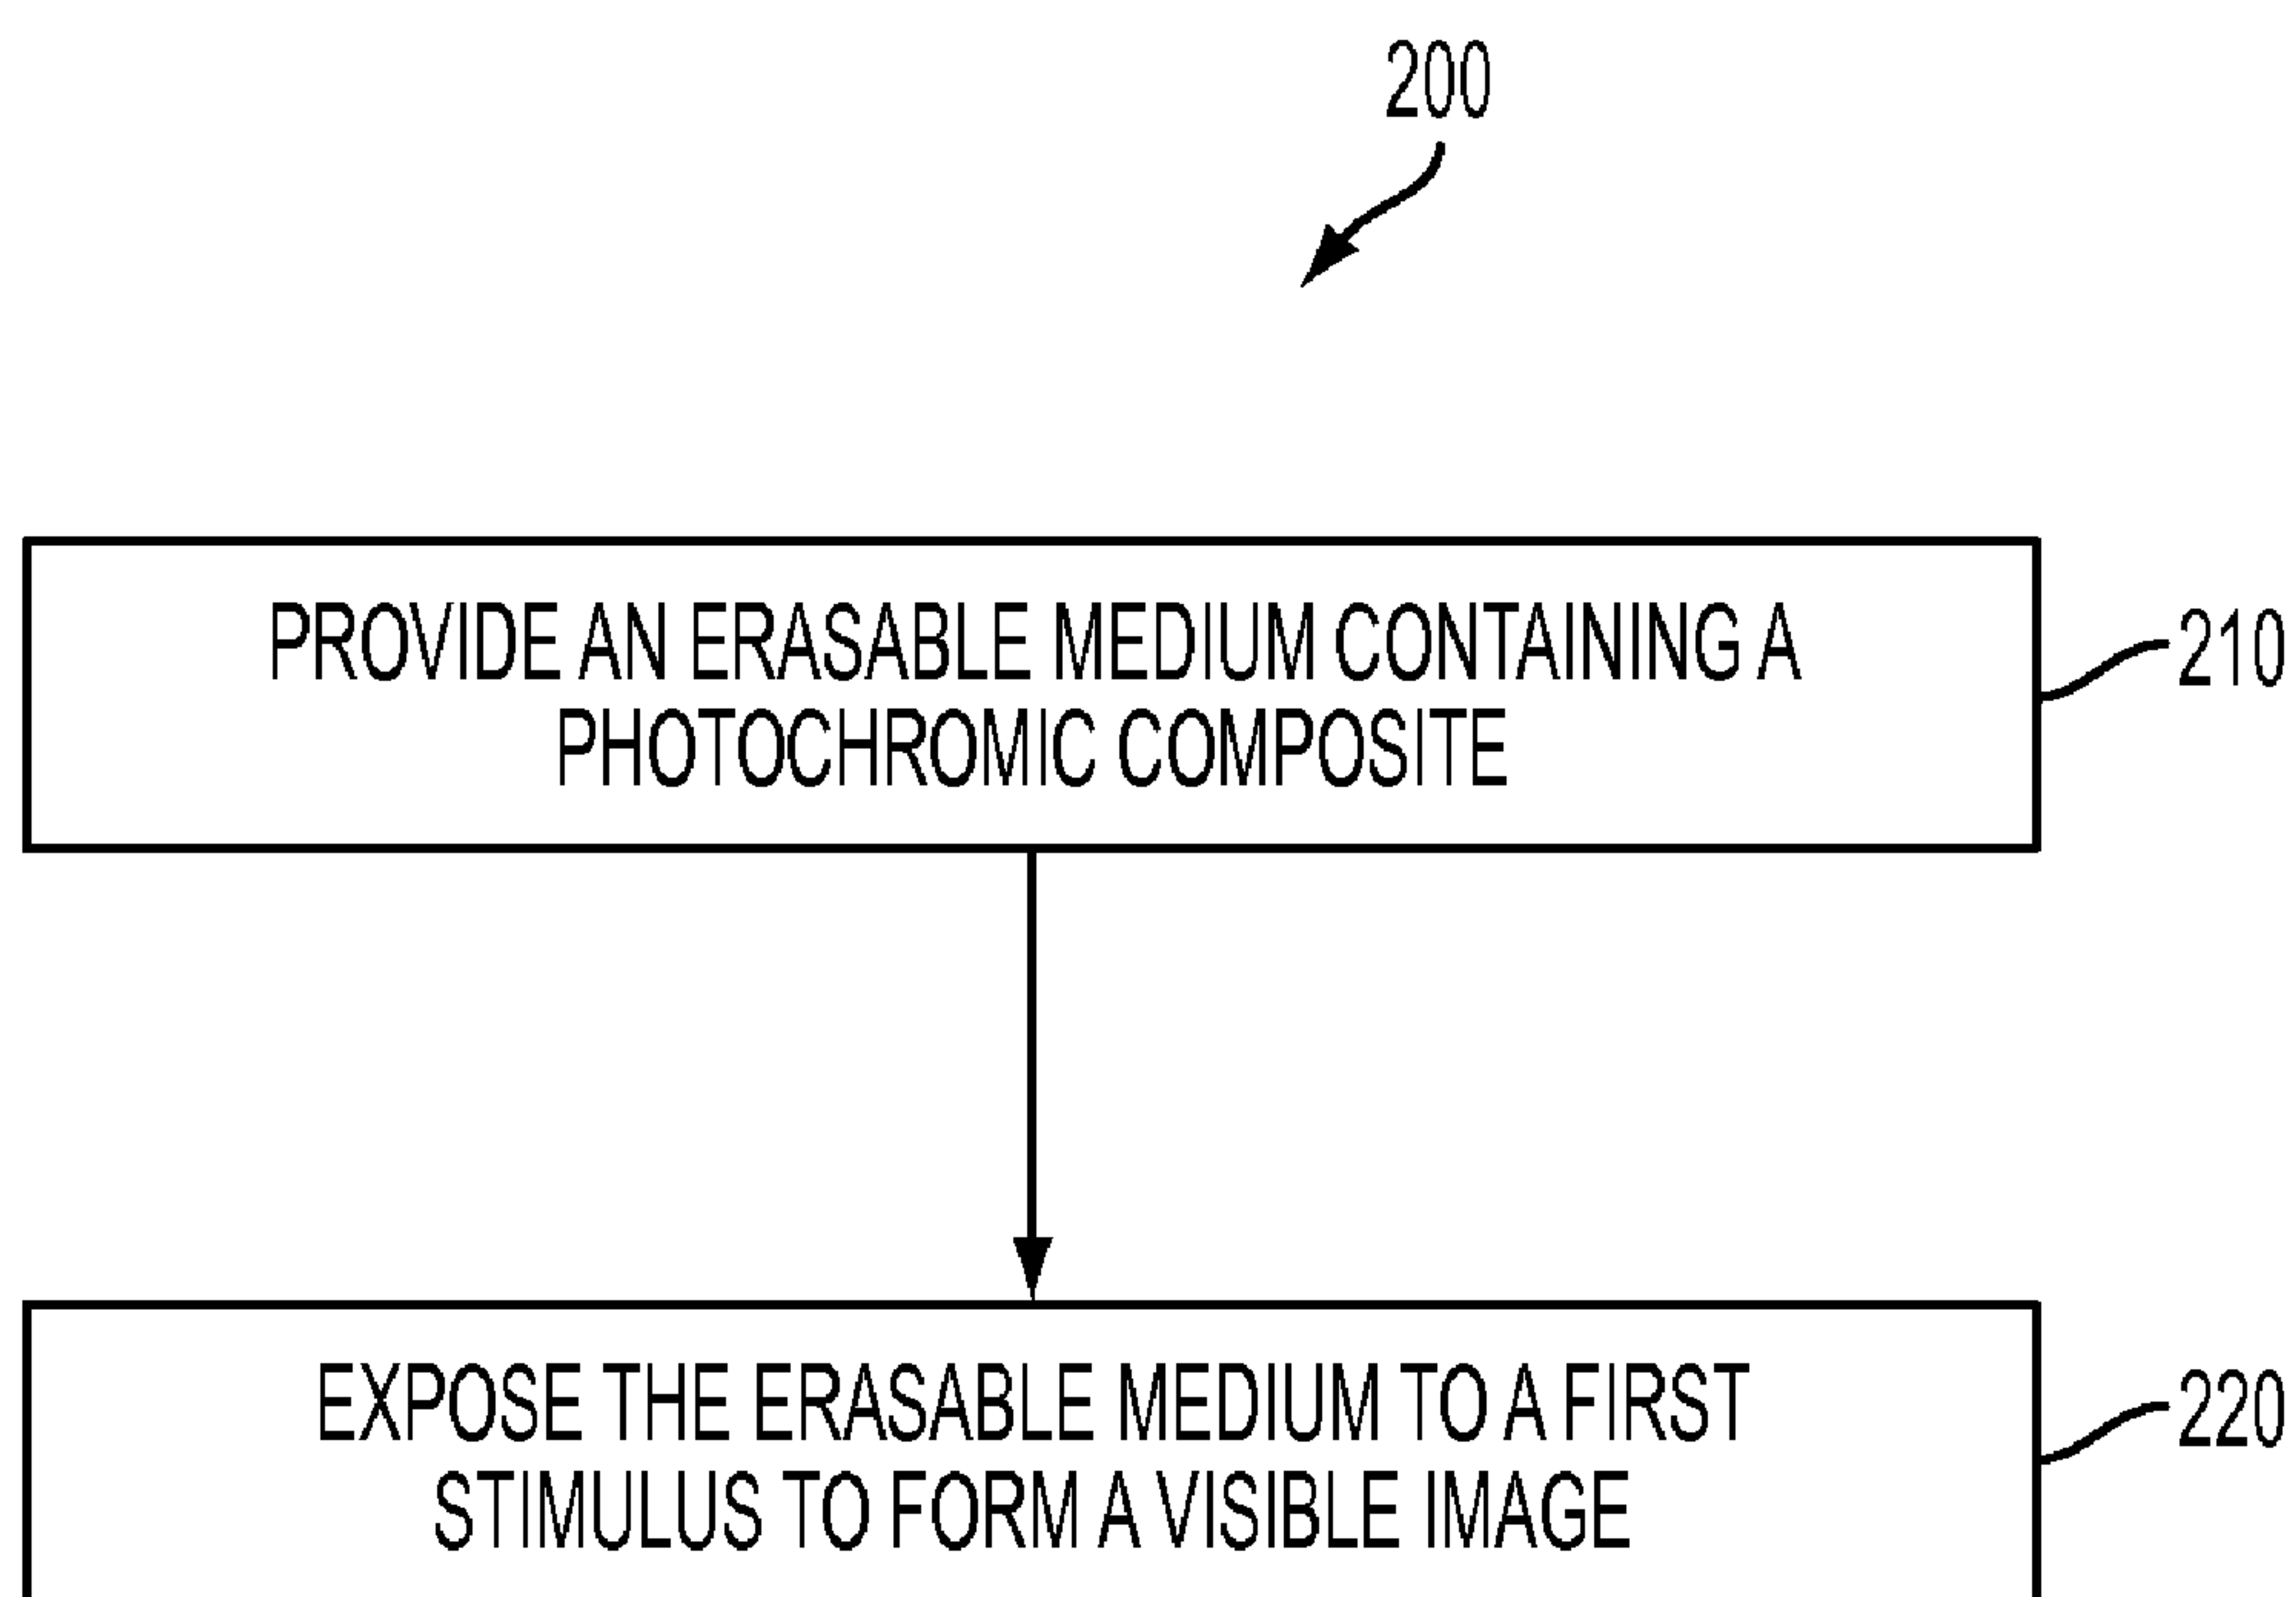 200
PROVIDE AN ERASABLE MEDIUM CONTAINING A
PHOTOCHROMIC COMPOSITE
210
EXPOSE THE ERASABLE MEDIUM TO A FIRST
STIMULUS TO FORM A VISIBLE IMAGE
220